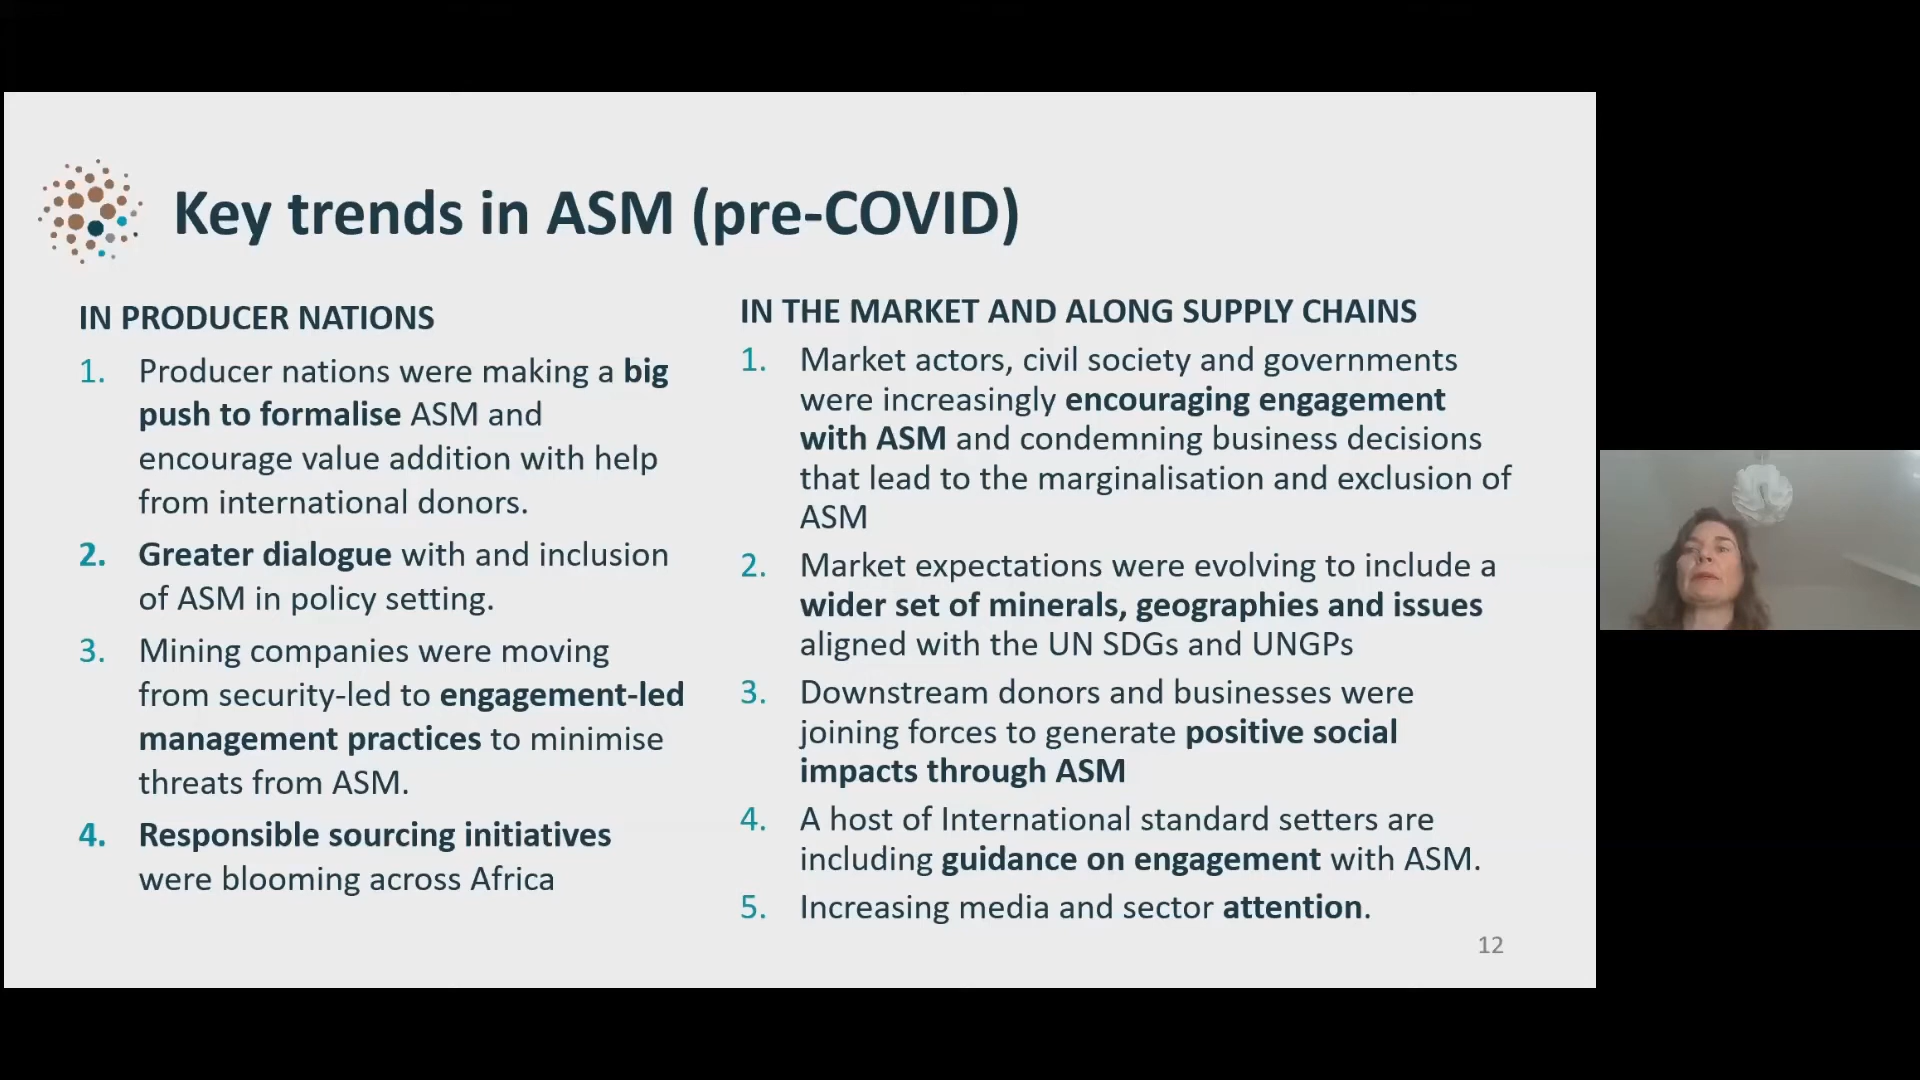 Key trends in ASM (pre-COVID)
IN PRODUCER NATIONS
1. Producer nations were making a big
push to formalise ASM and
encourage value addition with help
from international donors.
2. Greater dialogue with and inclusion
of ASM in policy setting.
3. Mining companies were moving
from security-led to engagement-led
management practices to minimise
threats from ASM.
4. Responsible sourcing initiatives
were blooming across Africa
IN THE MARKET AND ALONG SUPPLY CHAINS
1. Market actors, civil society and governments
were increasingly encouraging engagement
with ASM and condemning business decisions
that lead to the marginalisation and exclusion of
ASM
2. Market expectations were evolving to include a
wider set of minerals, geographies and issues
aligned with the UN SDGs and UNGPs
3. Downstream donors and businesses were
joining forces to generate positive social
impacts through ASM
4. A host of International standard setters are
including guidance on engagement with ASM.
5. Increasing media and sector attention.
12